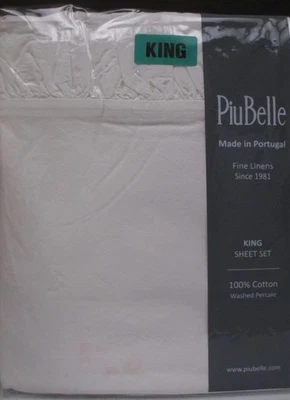 KING
PiuBelle
Made in Portugal
Fine Linens
Since 1981
KING
SHEET SET
100% Cotton
Washed Percale
www.piubelle.com